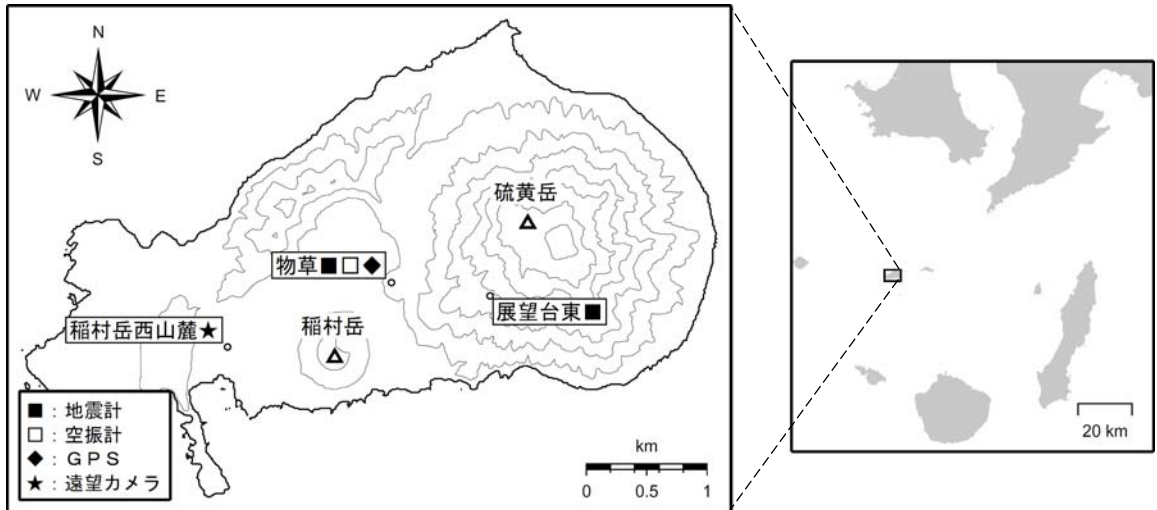 N
W E
S
硫黄岳
物草■□◆
展望台東■
稲村岳西山麓★
稲村岳
■：地震計
□：空振計
◆：ＧＰＳ
★：遠望カメラ
km
0 0.5 1
20 km